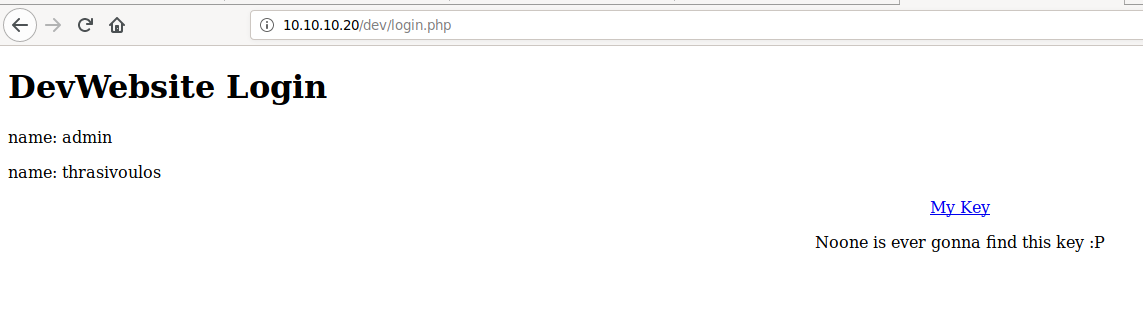 10.10.10.20/dev/login.php
DevWebsite Login
name: admin
name: thrasivoulos
My Key
Noone is ever gonna find this key :P